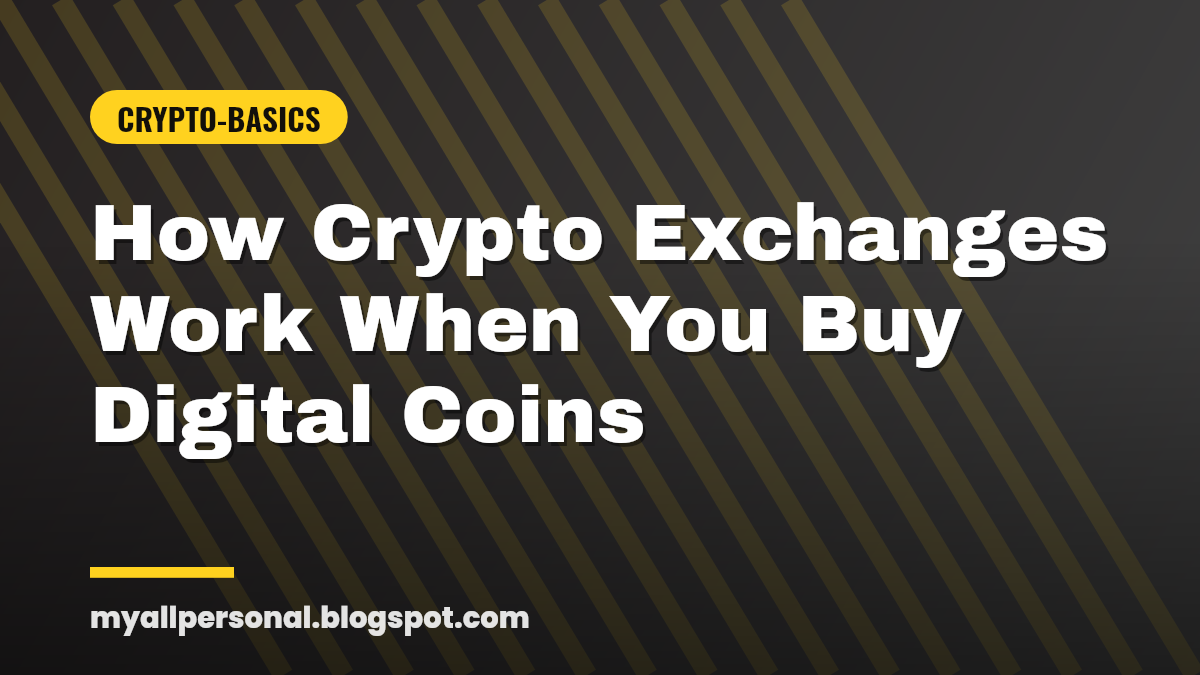 CRYPTO-BASICS
How Crypto Exchanges
Work When You Buy
Digital Coins
myallpersonal.blogspot.com